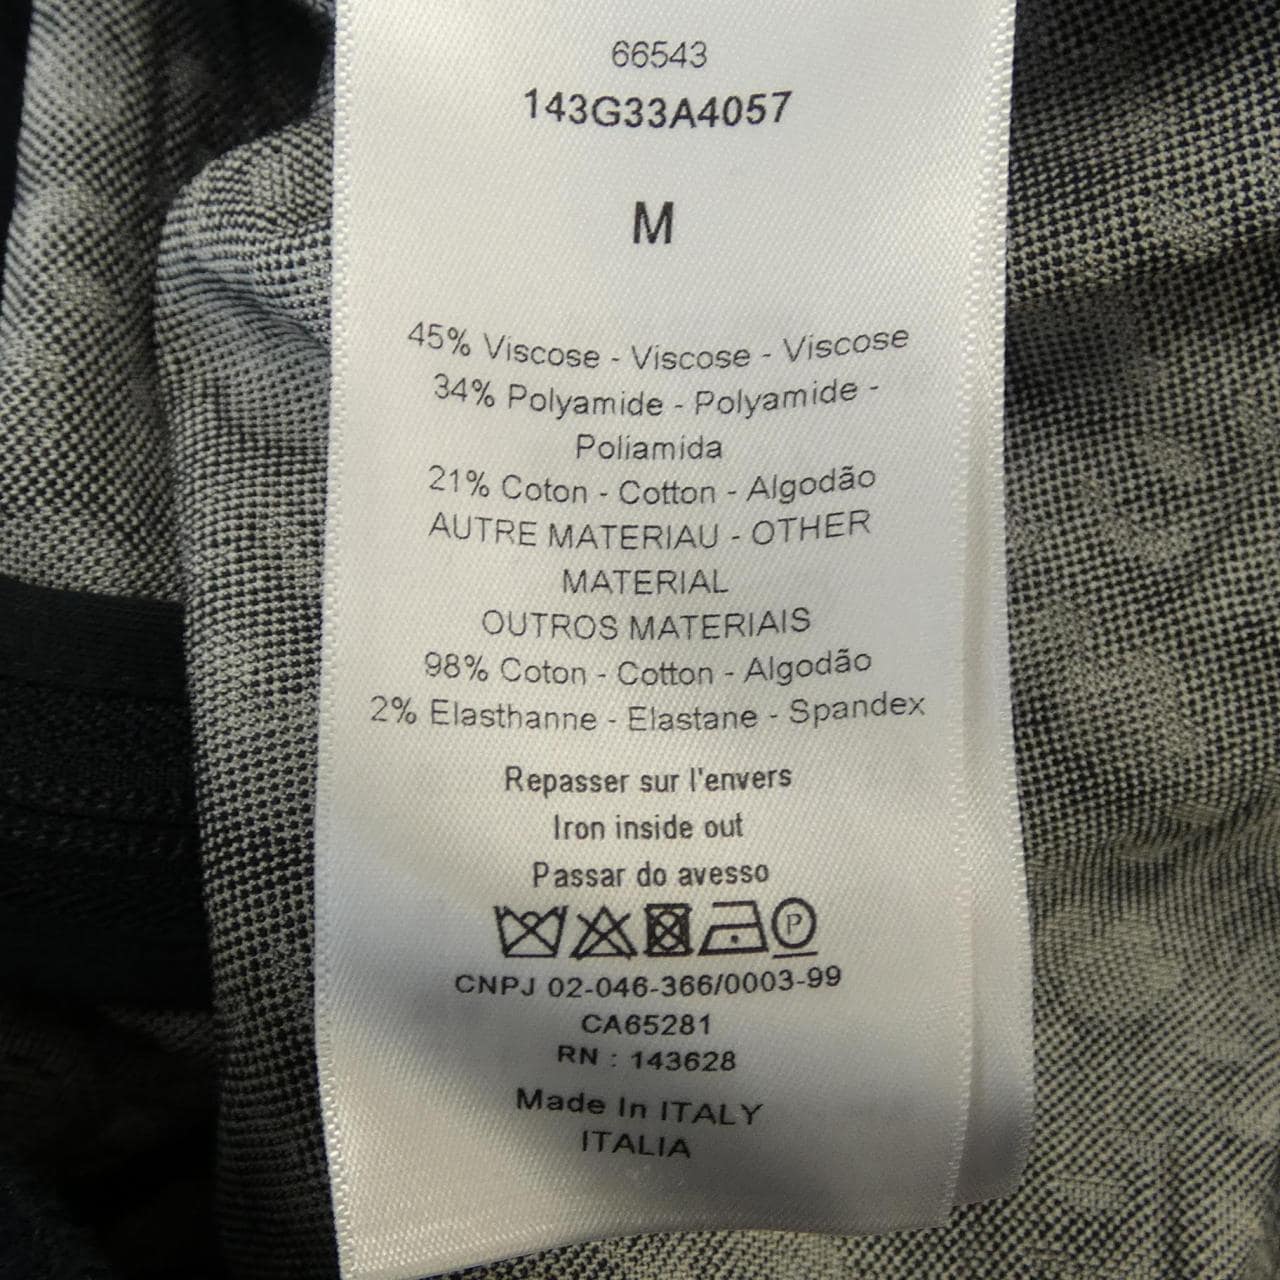 66543
143G33A4057
M
45% Viscose - Viscose - Viscose
34% Polyamide - Polyamide -
Poliamida
21% Coton - Cotton - Algodão
AUTRE MATERIAU - OTHER
MATERIAL
OUTROS MATERIAIS
98% Coton - Cotton - Algodão
2% Elasthanne - Elastane - Spandex
Repasser sur l'envers
Iron inside out
Passar do avesso
P
CNPJ 02-046-366/0003-99
CA65281
RN : 143628
Made In ITALY
ITALIA